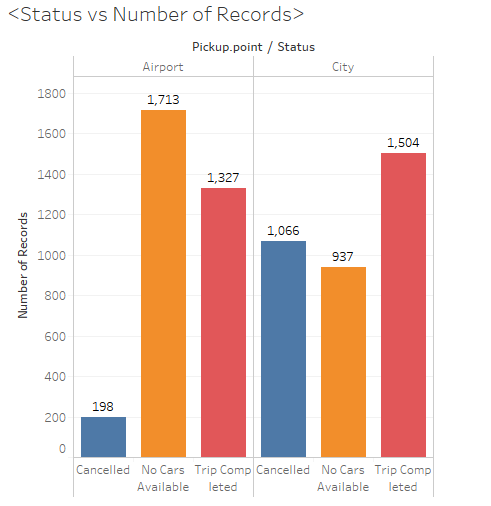 <Status vs Number of Records>
Pickup.point / Status
Airport City
1800
1600
1400
1200
1000
800
600
400
200
0
Number of Records
198
1,713
1,327
1,066
937
1,504
Cancelled
No Cars
Available
Trip Comp
leted
Cancelled
No Cars
Available
Trip Comp
leted